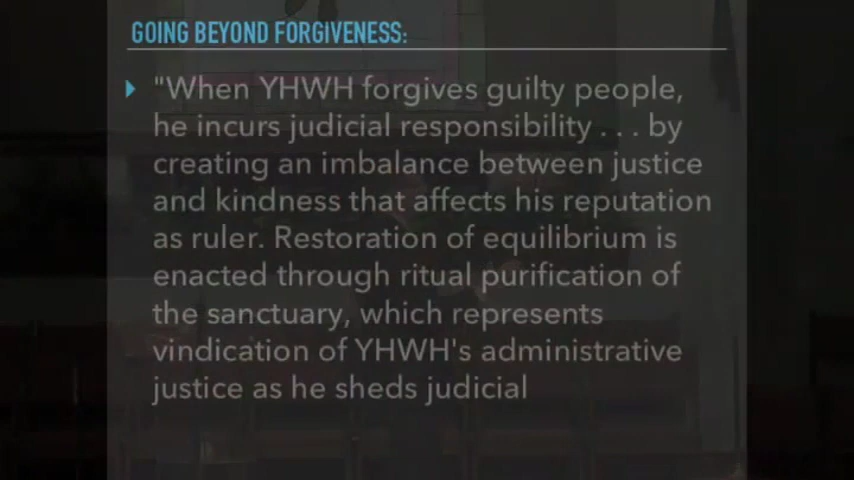 GOING BEYOND FORGIVENESS:
"When YHWH forgives guilty people,
he incurs judicial responsibility . . . by
creating an imbalance between justice
and kindness that affects his reputation
as ruler. Restoration of equilibrium is
enacted through ritual purification of
the sanctuary, which represents
vindication of YHWH's administrative
justice as he sheds judicial